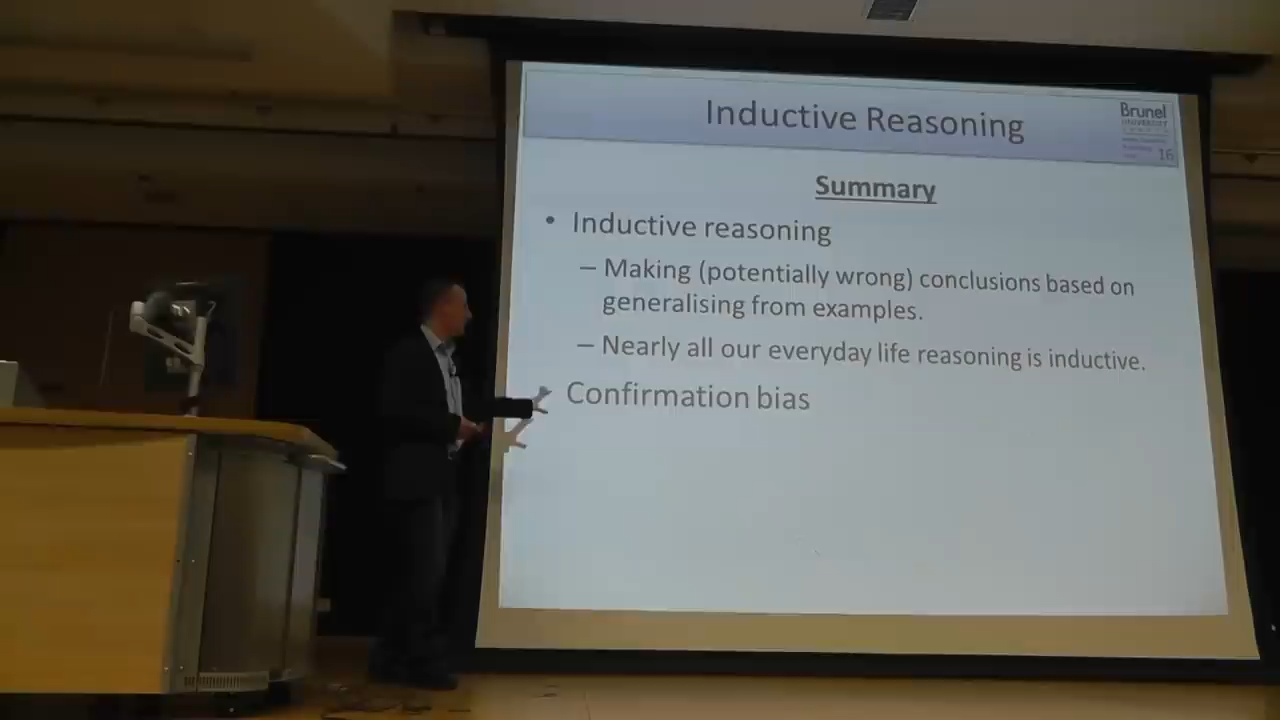 Inductive Reasoning
Brunel
UNIVERSITY
16
Summary
• Inductive reasoning
– Making (potentially wrong) conclusions based on
generalising from examples.
– Nearly all our everyday life reasoning is inductive.
Confirmation bias